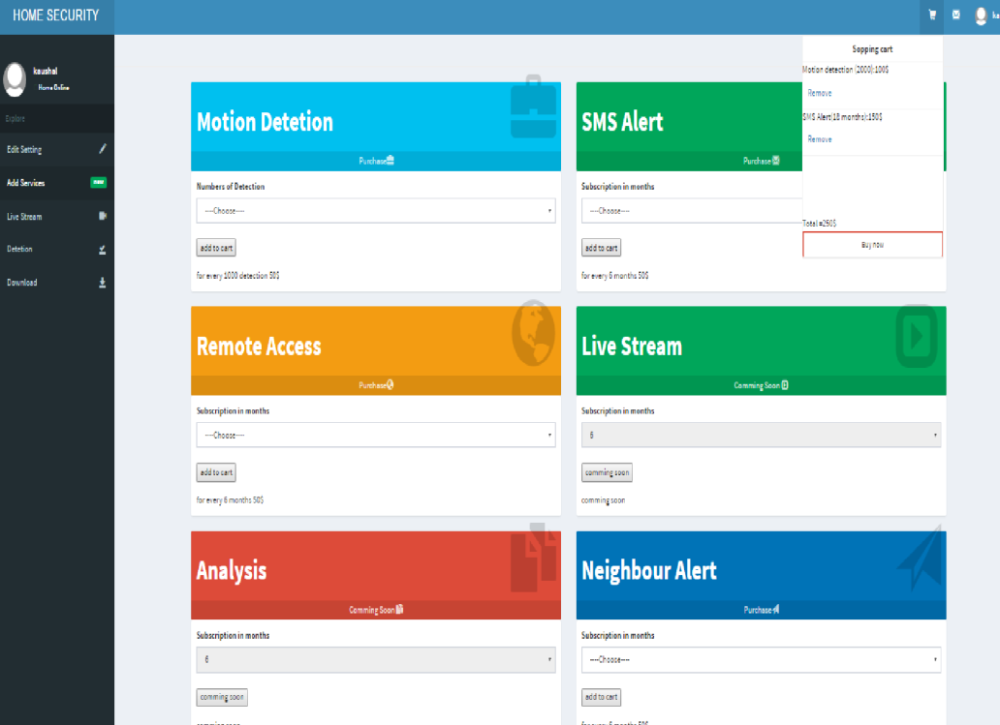 HOME SECURITY
ka
kaushal
Home Online
Explore
Edit Setting
Add Services new
Live Stream
Detetion
Download
Sopping cart
Motion detection (2000):100$
Remove
SMS Alert(18 months):150$
Remove
Total =250$
Buy now
Motion Detetion
Purchase
Numbers of Detection
----Choose----
add to cart
for every 1000 detection 50$
SMS Alert
Purchase
Subscription in months
----Choose----
add to cart
for every 6 months 50$
Remote Access
Purchase
Subscription in months
----Choose----
add to cart
for every 6 months 50$
Live Stream
Comming Soon
Subscription in months
6
comming soon
comming soon
Analysis
Comming Soon
Subscription in months
6
comming soon
comming soon
Neighbour Alert
Purchase
Subscription in months
----Choose----
add to cart
for every 6 months 50$